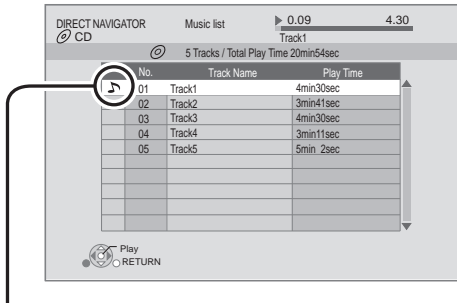 DIRECT NAVIGATOR Music list 0.09 4.30
CD Track1
5 Tracks / Total Play Time 20min54sec
No. Track Name Play Time
01 Track1 4min30sec
02 Track2 3min41sec
03 Track3 4min30sec
04 Track4 3min11sec
05 Track5 5min 2sec
Play
RETURN